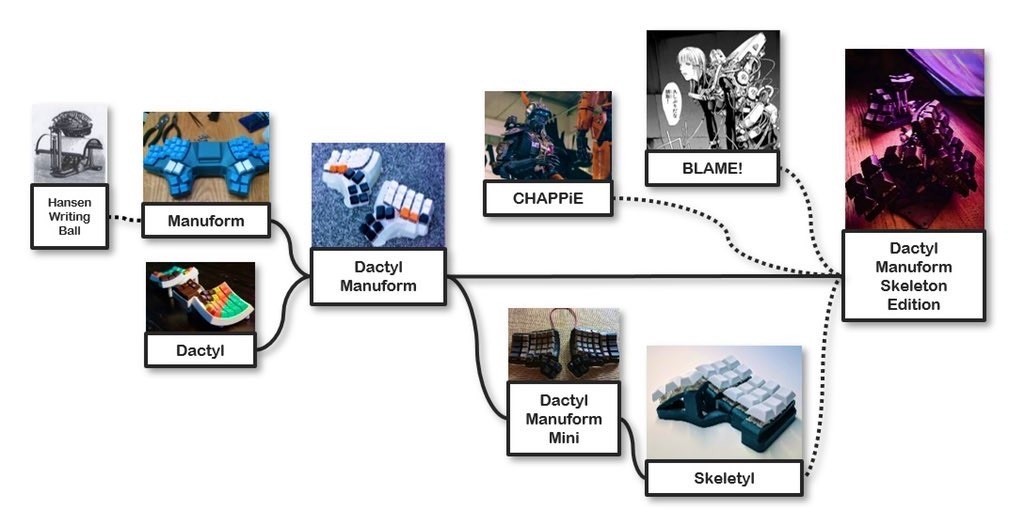 Hansen
Writing
Ball
Manuform
Dactyl
Dactyl
Manuform
CHAPPiE
BLAME!
Dactyl
Manuform
Mini
Skeletyl
Dactyl
Manuform
Skeleton
Edition